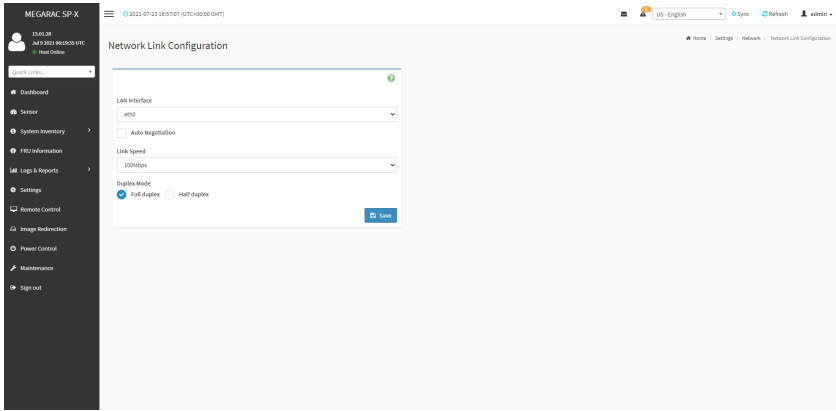 MEGARAC SP-X
2021-07-23 16:57:07 (UTC+00:00 GMT)
US - English
Sync
Refresh
admin
13.01.28
Jul 9 2021 06:19:35 UTC
Host Online
Quick Links..
Dashboard
Sensor
System Inventory
FRU Information
Logs & Reports
Settings
Remote Control
Image Redirection
Power Control
Maintenance
Sign out
Network Link Configuration
Home > Settings > Network > Network Link Configuration
LAN Interface
eth0
Auto Negotiation
Link Speed
100Mbps
Duplex Mode
Full duplex Half duplex
Save